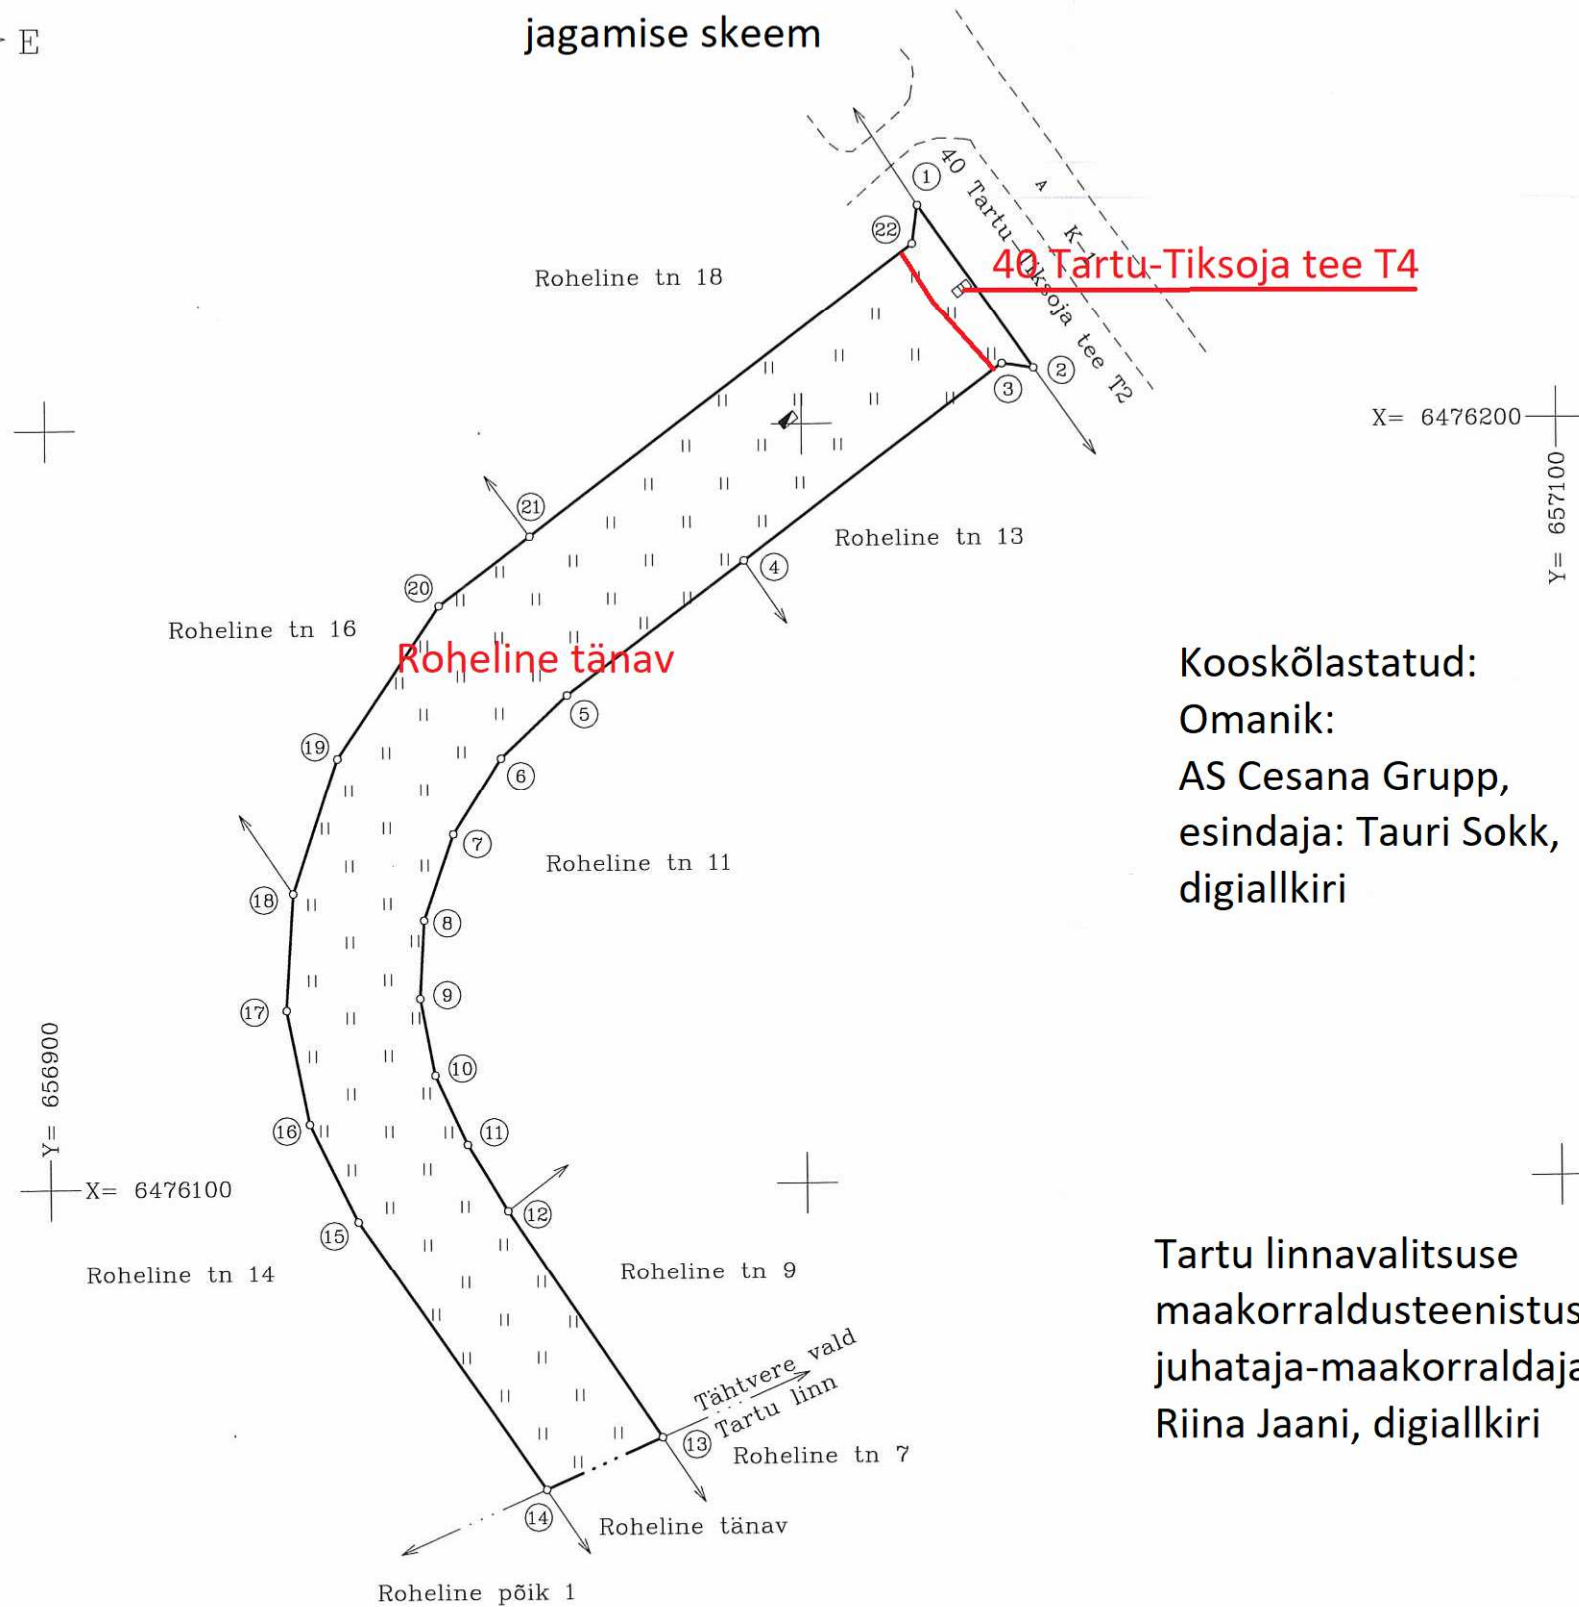 E
jagamise skeem
1
40 Tartu-Tiksoja tee T2
A
K-1
22
40 Tartu-Tiksoja tee T4
Roheline tn 18
2
3
X= 6476200
Y= 657100
21
Roheline tn 13
4
20
Roheline tn 16
Roheline tänav
5
19
6
7
Roheline tn 11
18
8
9
17
10
16
11
Y= 656900
X= 6476100
12
15
Roheline tn 14
Roheline tn 9
Tähtvere vald
Tartu linn
13
Roheline tn 7
14
Roheline tänav
Roheline põik 1
Kooskõlastatud:
Omanik:
AS Cesana Grupp,
esindaja: Tauri Sokk,
digiallkiri
Tartu linnavalitsuse
maakorraldusteenistus
juhataja-maakorraldaja
Riina Jaani, digiallkiri